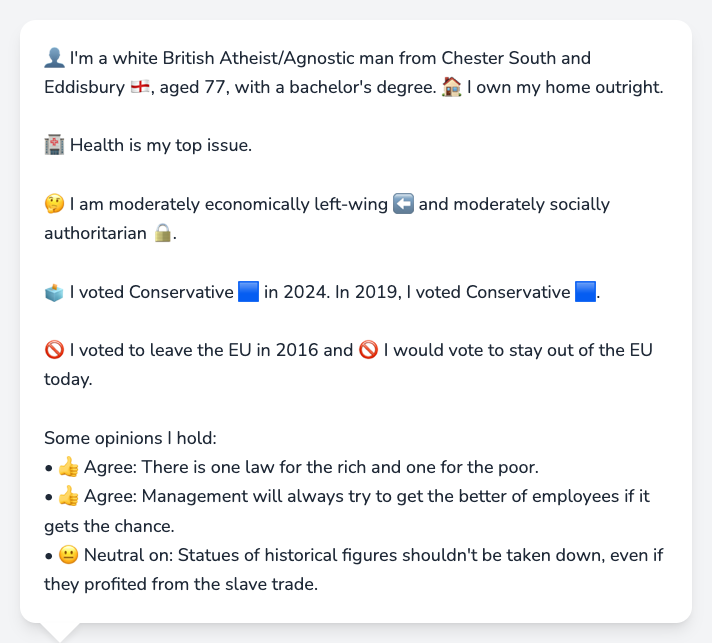 👤 I'm a white British Atheist/Agnostic man from Chester South and
Eddisbury 🏴󠁧󠁢󠁥󠁮󠁧󠁿, aged 77, with a bachelor's degree. 🏠 I own my home outright.
🏥 Health is my top issue.
🤔 I am moderately economically left-wing ⬅️ and moderately socially
authoritarian 🔒.
🗳️ I voted Conservative 🟦 in 2024. In 2019, I voted Conservative 🟦.
🚫 I voted to leave the EU in 2016 and 🚫 I would vote to stay out of the EU
today.
Some opinions I hold:
• 👍 Agree: There is one law for the rich and one for the poor.
• 👍 Agree: Management will always try to get the better of employees if it
gets the chance.
• 😐 Neutral on: Statues of historical figures shouldn't be taken down, even if
they profited from the slave trade.